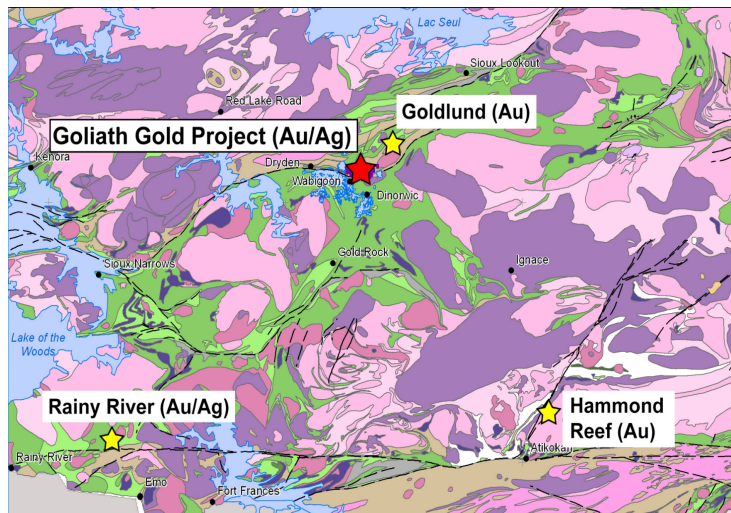 Lac Seul
Sioux Lookout
Red Lake Road
Goldlund (Au)
Goliath Gold Project (Au/Ag)
Kenora
Dryden
Wabigoon
Dinorwic
Gold Rock
Ignace
Sioux Narrows
Lake of the
Woods
Rainy River (Au/Ag)
Hammond
Reef (Au)
Atikokan
Rainy River
Emo
Fort Frances